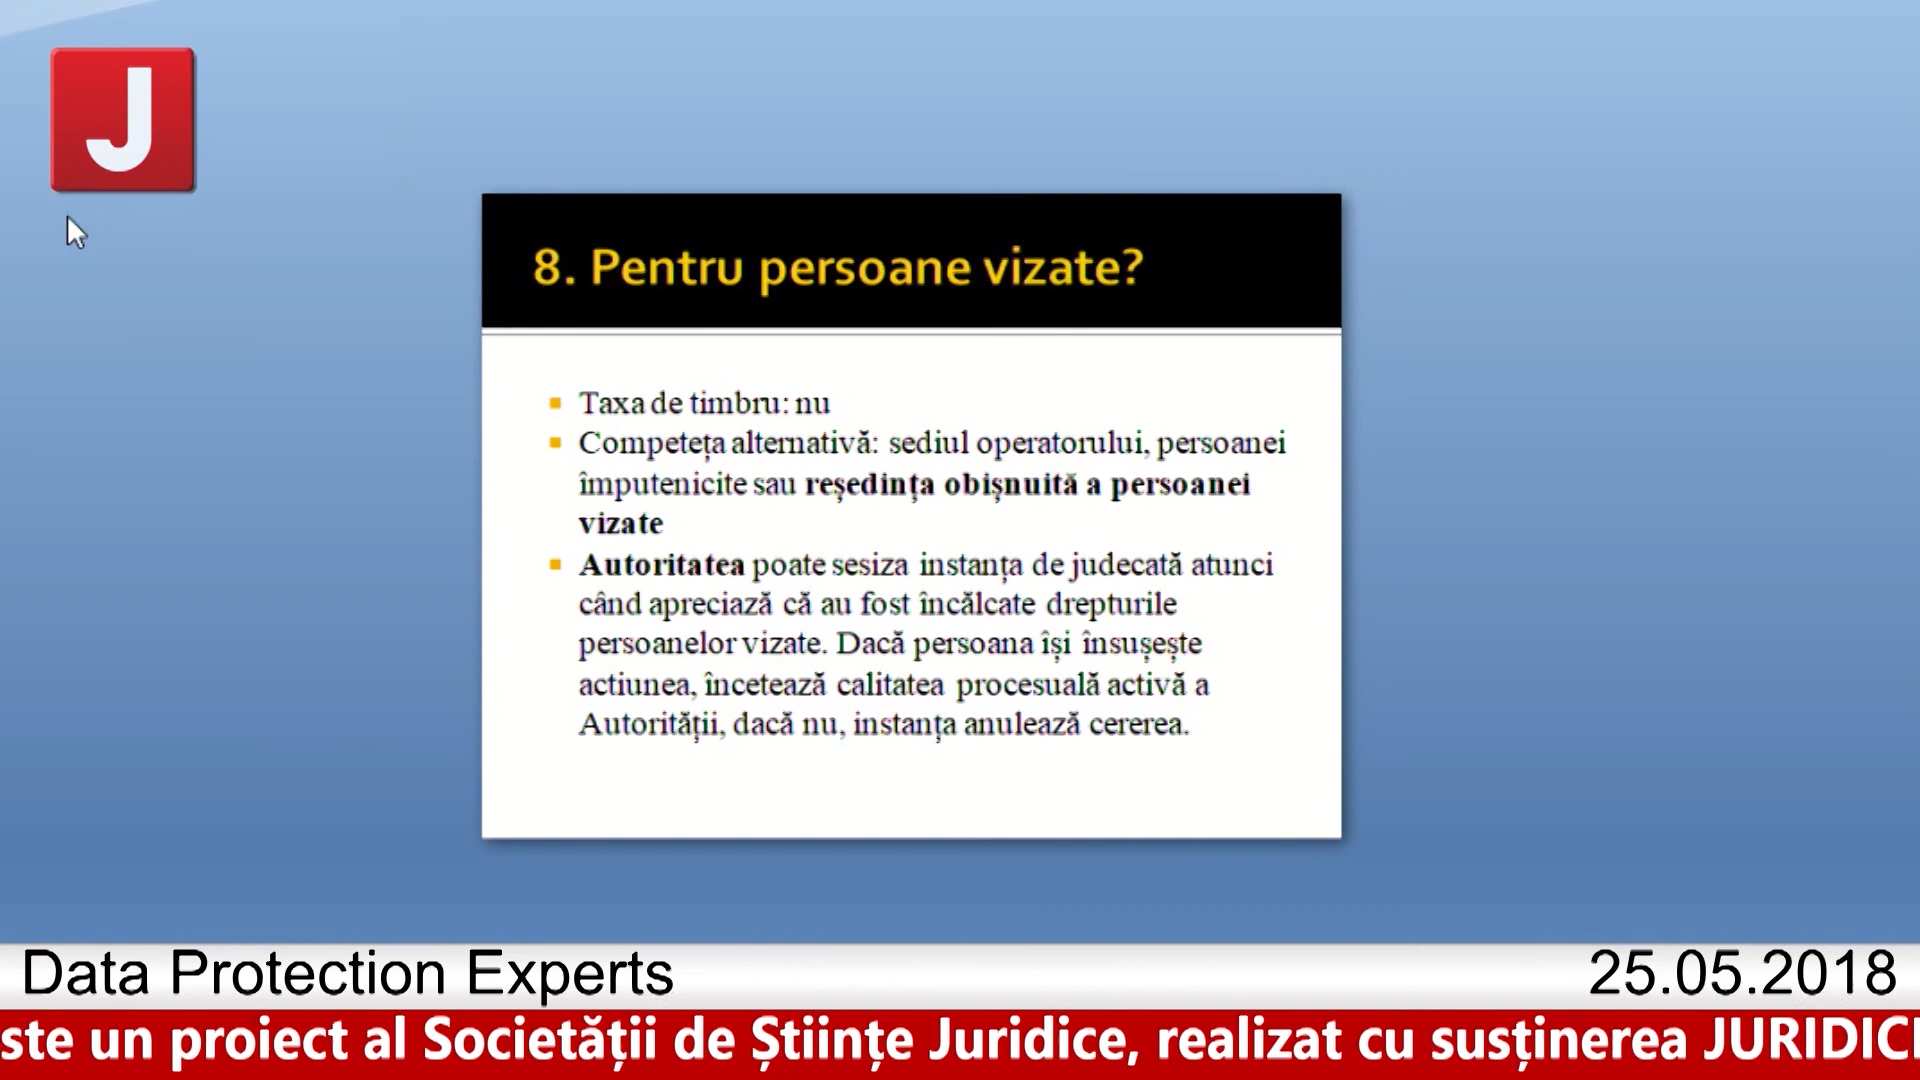 J
8. Pentru persoane vizate?
Taxa de timbru: nu
Competeța alternativă: sediul operatorului, persoanei
împutenicite sau reședința obișnuită a persoanei
vizate
Autoritatea poate sesiza instanța de judecată atunci
când apreciază că au fost încălcate drepturile
persoanelor vizate. Dacă persoana își însușește
actiunea, încetează calitatea procesuală activă a
Autorității, dacă nu, instanța anulează cererea.
Data Protection Experts
25.05.2018
ste un proiect al Societății de Științe Juridice, realizat cu susținerea JURIDICI